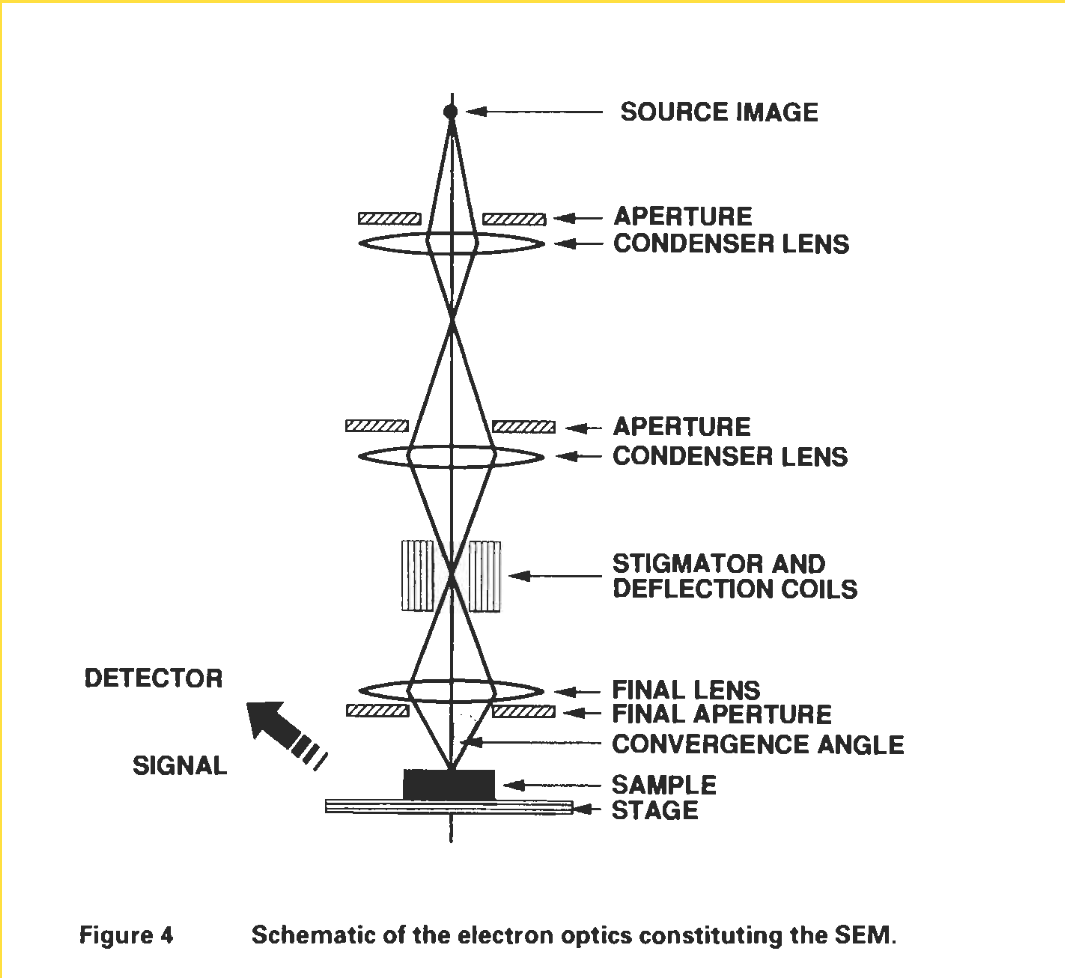 SOURCE IMAGE
APERTURE
CONDENSER LENS
APERTURE
CONDENSER LENS
STIGMATOR AND
DEFLECTION COILS
DETECTOR
SIGNAL
FINAL LENS
FINAL APERTURE
CONVERGENCE ANGLE
SAMPLE
STAGE
Figure 4 Schematic of the electron optics constituting the SEM.